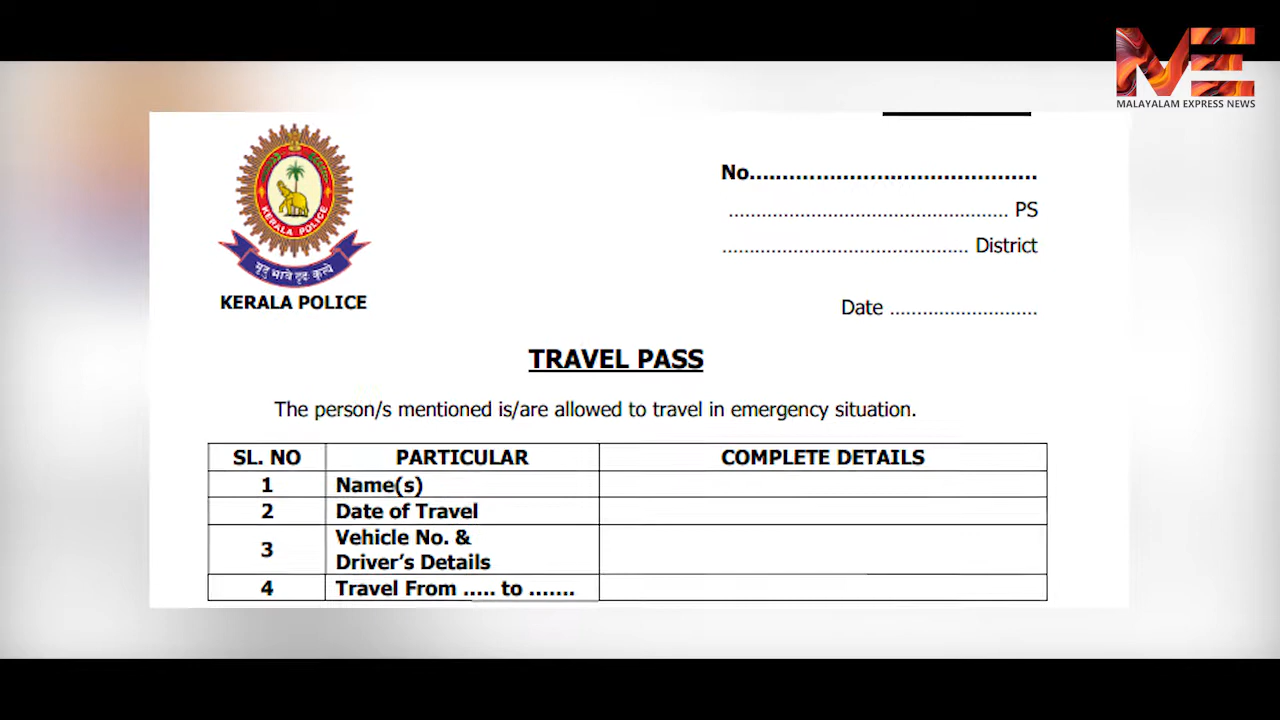 MALAYALAM EXPRESS NEWS
KERALA POLICE
मृदु भावे दृढ कृत्ये
KERALA POLICE
No............................................
.................................................. PS
.............................................. District
Date ...........................
TRAVEL PASS
The person/s mentioned is/are allowed to travel in emergency situation.
SL. NO PARTICULAR COMPLETE DETAILS
1 Name(s)
2 Date of Travel
3 Vehicle No. &
Driver's Details
4 Travel From ..... to .......